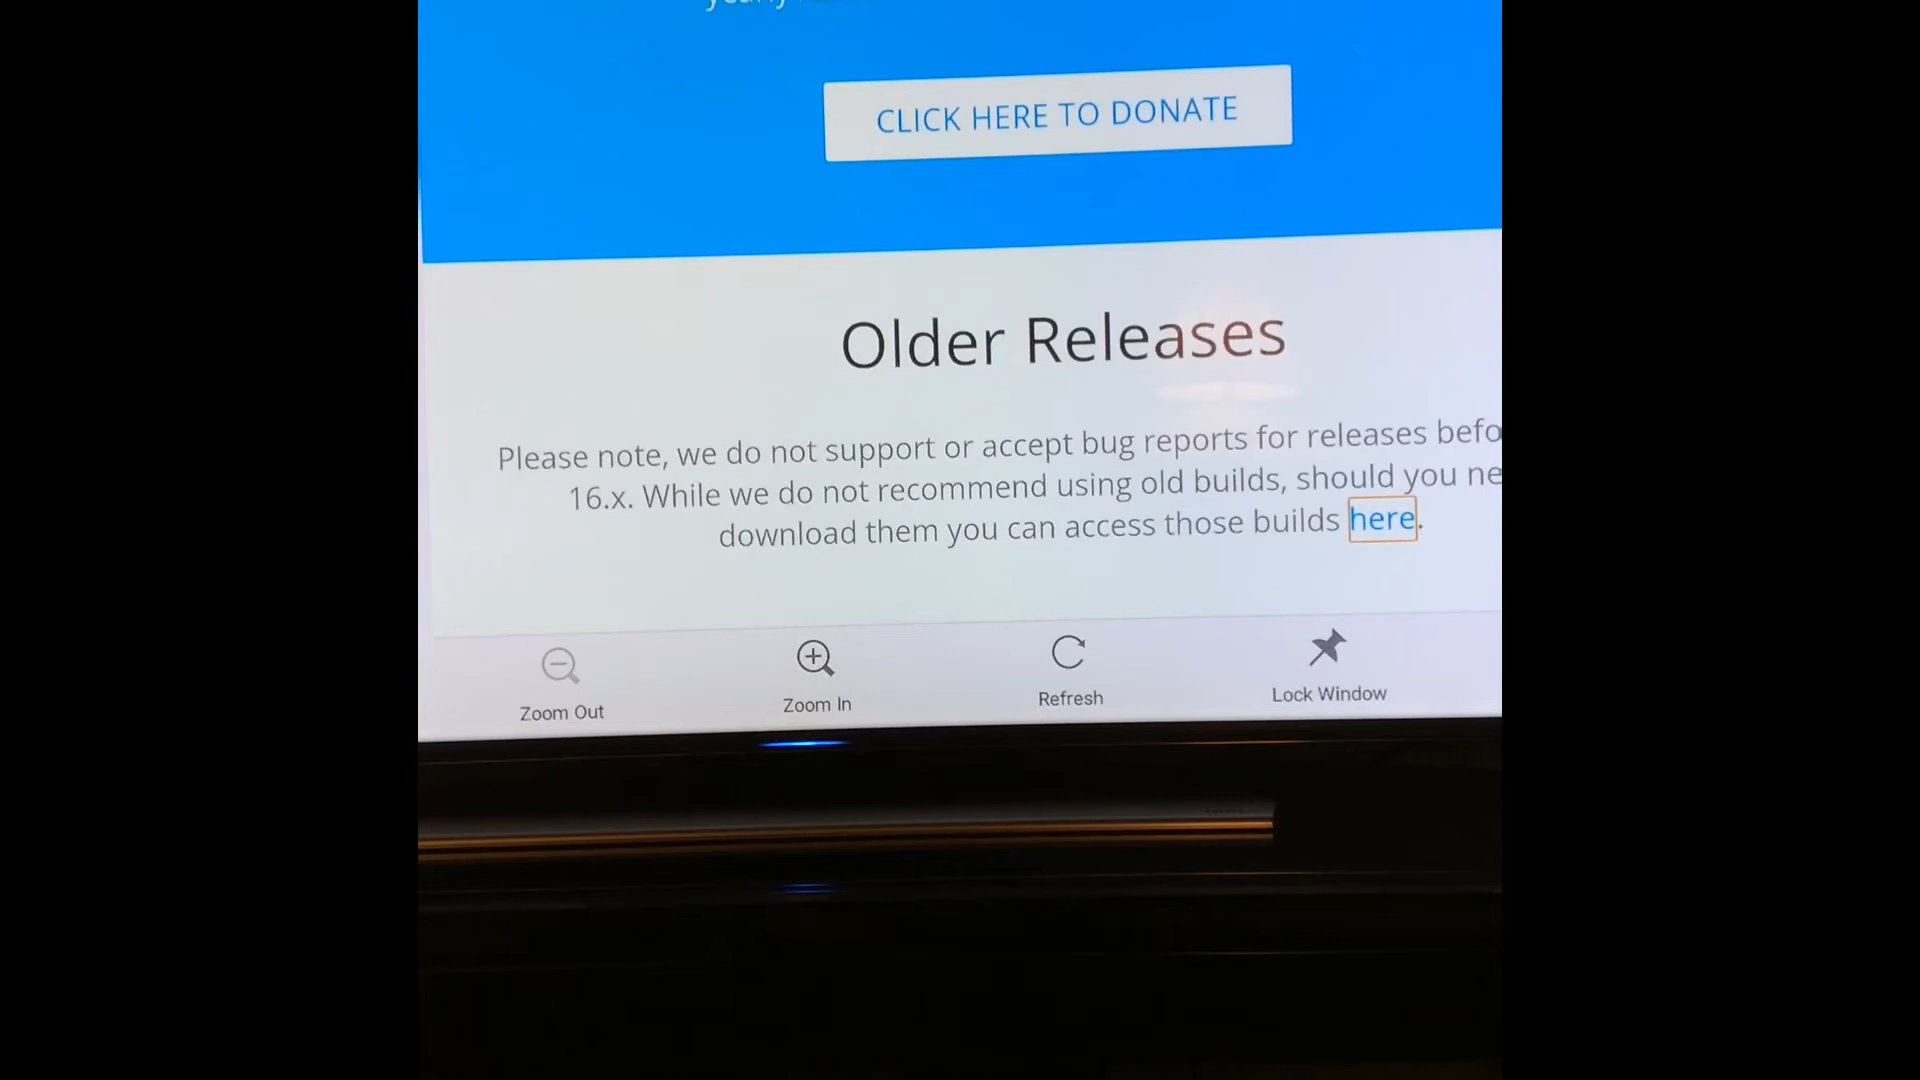 CLICK HERE TO DONATE
Older Releases
Please note, we do not support or accept bug reports for releases befo
16.x. While we do not recommend using old builds, should you ne
download them you can access those builds here.
Zoom Out
Zoom In
Refresh
Lock Window